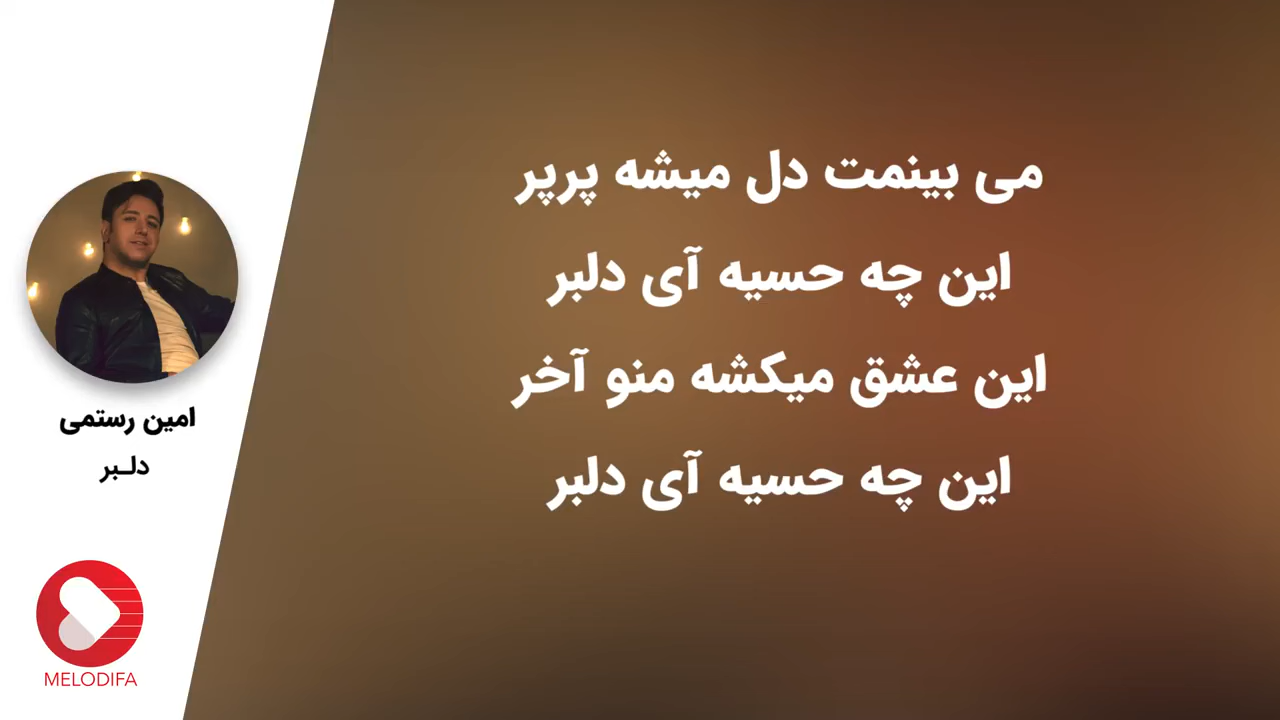 می بینمت دل میشه پرپر
این چه حسیه آی دلبر
این عشق میکشه منو آخر
این چه حسیه آی دلبر
امین رستمی
دلـبر
MELODIFA